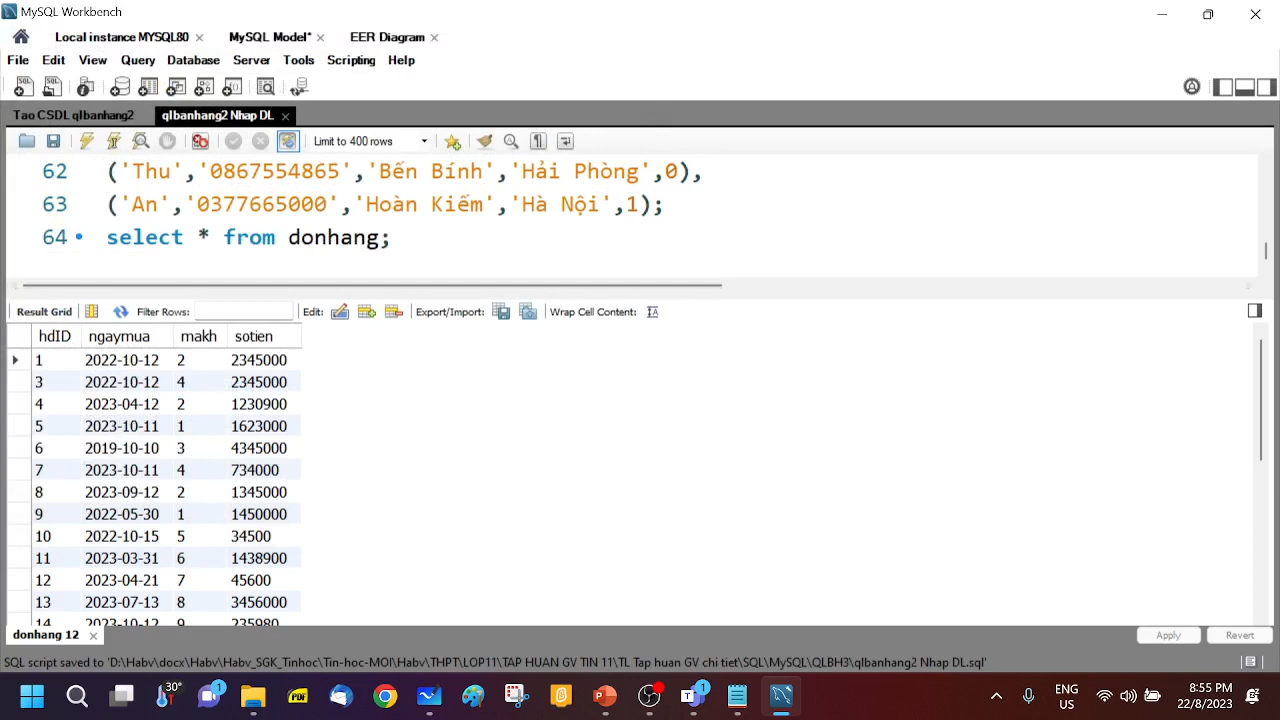 MySQL Workbench
Local instance MYSQL80 MySQL Model* EER Diagram
File Edit View Query Database Server Tools Scripting Help
Tao CSDL qlbanhang2 qlbanhang2 Nhap DL
Limit to 400 rows
62 ('Thu','0867554865','Bến Bính','Hải Phòng',0),
63 ('An','0377665000','Hoàn Kiếm','Hà Nội',1);
64 select * from donhang;
Result Grid Filter Rows: Edit: Export/Import: Wrap Cell Content:
hdID ngaymua makh sotien
1 2022-10-12 2 2345000
3 2022-10-12 4 2345000
4 2023-04-12 2 1230900
5 2023-10-11 1 1623000
6 2019-10-10 3 4345000
7 2023-10-11 4 734000
8 2023-09-12 2 1345000
9 2022-05-30 1 1450000
10 2022-10-15 5 34500
11 2023-03-31 6 1438900
12 2023-04-21 7 45600
13 2023-07-13 8 3456000
14 2023-10-12 9 235980
donhang 12 Apply Revert
SQL script saved to 'D:\Habv\docx\Habv\Habv_SGK_Tinhoc\Tin-hoc-MOI\Habv\THPT\LOP11\TAP HUAN GV TIN 11\TL Tap huan GV chi tiet\SQL\MySQL\QLBH3\qlbanhang2 Nhap DL.sql'
30° 1 PDF 1 ENG 8:55 PM
US 22/8/2023